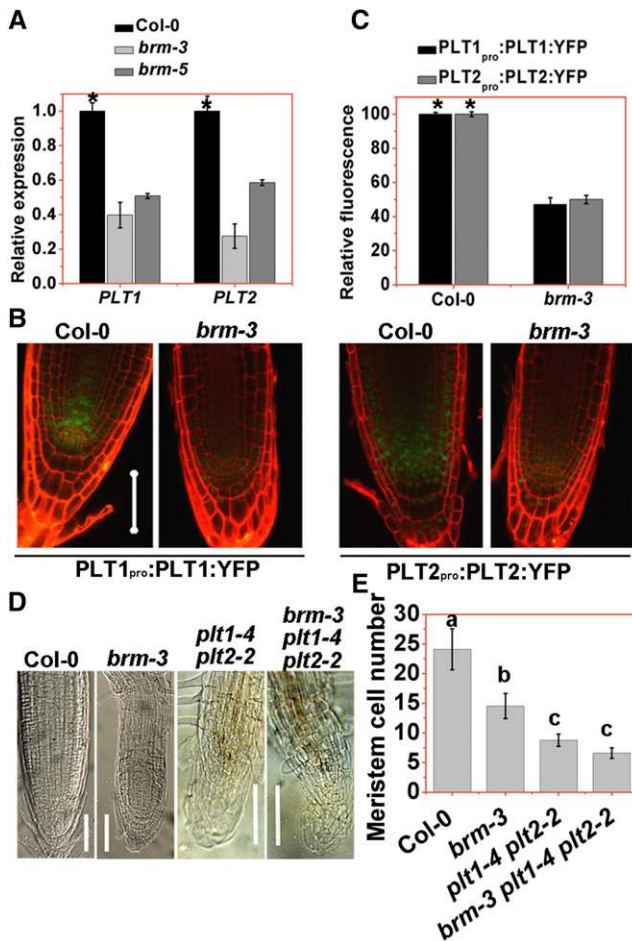 A
Col-0
brm-3
brm-5
Relative expression
1.0
0.8
0.6
0.4
0.2
0.0
*
*
PLT1
PLT2
C
PLT1pro:PLT1:YFP
PLT2pro:PLT2:YFP
Relative fluorescence
100
80
60
40
20
0
*
*
Col-0
brm-3
B
Col-0
brm-3
Col-0
brm-3
PLT1pro:PLT1:YFP
PLT2pro:PLT2:YFP
D
Col-0
brm-3
plt1-4
plt2-2
brm-3
plt1-4
plt2-2
E
Meristem cell number
30
25
20
15
10
5
0
a
b
c
c
Col-0
brm-3
plt1-4 plt2-2
brm-3 plt1-4 plt2-2